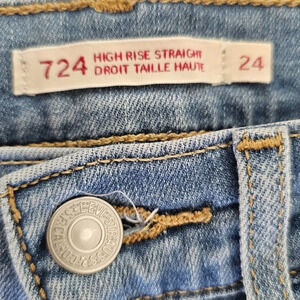 724 HIGH RISE STRAIGHT
DROIT TAILLE HAUTE
24